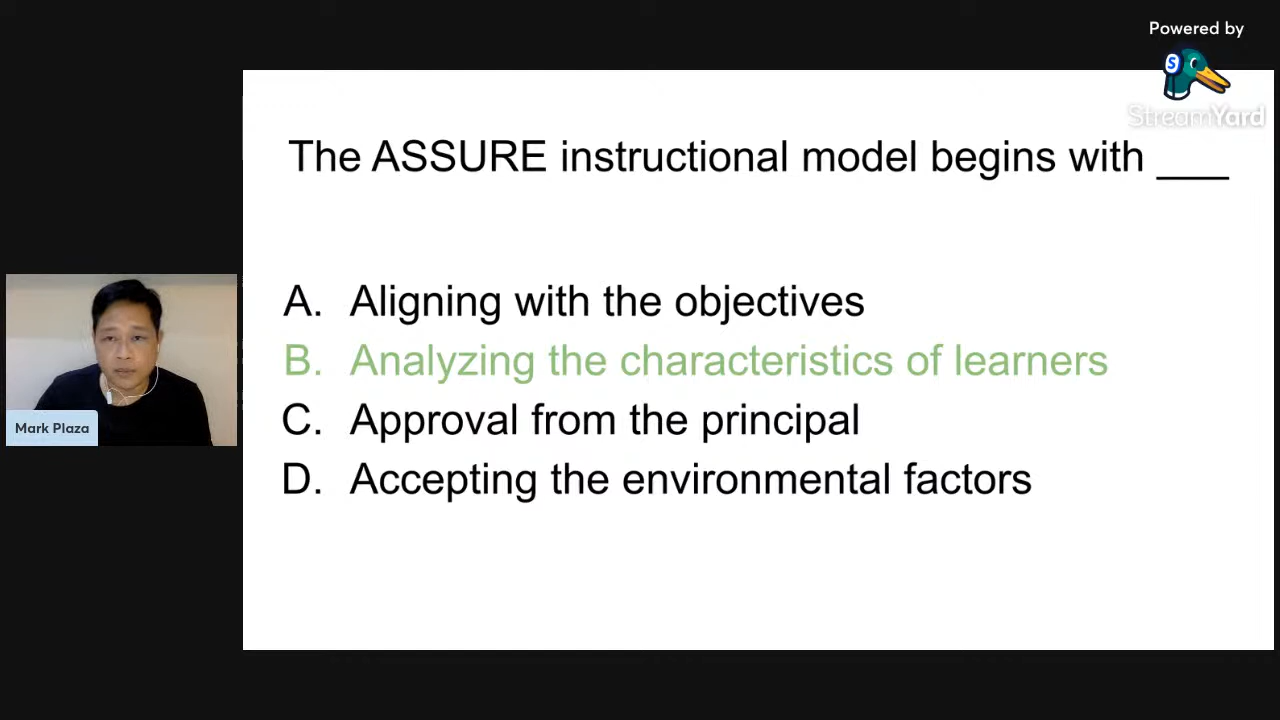 Powered by
StreamYard
The ASSURE instructional model begins with ____
A. Aligning with the objectives
B. Analyzing the characteristics of learners
C. Approval from the principal
D. Accepting the environmental factors
Mark Plaza